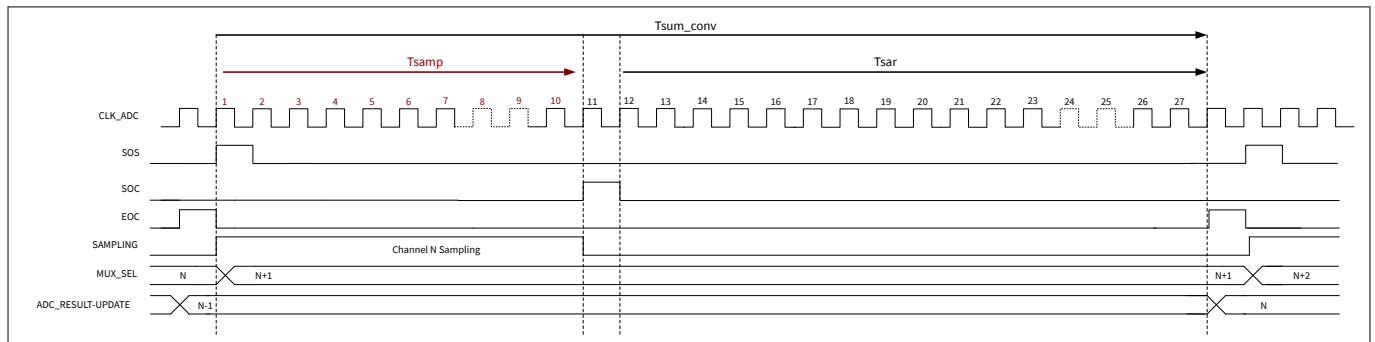 Tsum_conv
Tsamp
Tsar
CLK_ADC 1 2 3 4 5 6 7 8 9 10 11 12 13 14 15 16 17 18 19 20 21 22 23 24 25 26 27
SOS
SOC
EOC
SAMPLING Channel N Sampling
MUX_SEL N N+1 N+1 N+2
ADC_RESULT-UPDATE N-1 N